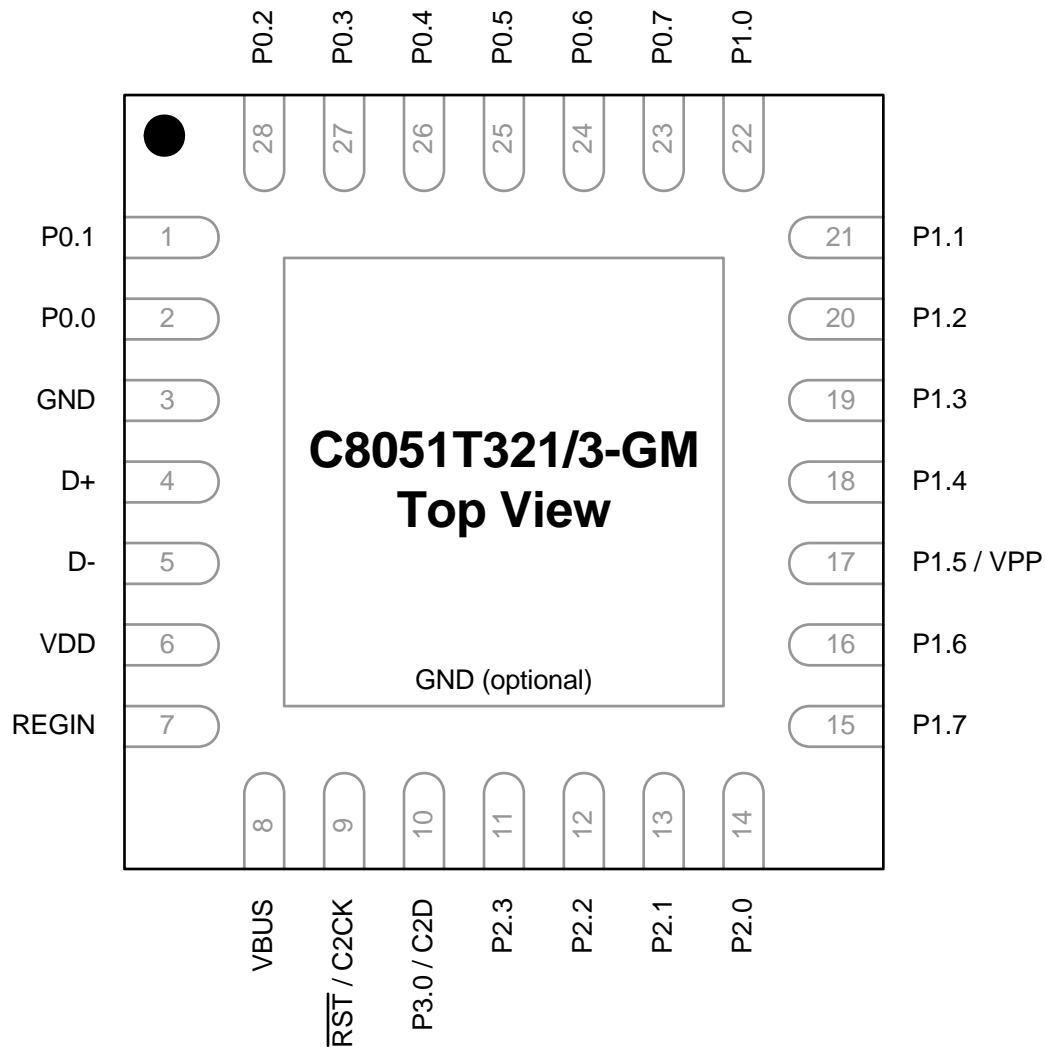 P0.2
P0.3
P0.4
P0.5
P0.6
P0.7
P1.0
28
27
26
25
24
23
22
P0.1 1
P0.0 2
GND 3
D+ 4
D- 5
VDD 6
REGIN 7
21 P1.1
20 P1.2
19 P1.3
18 P1.4
17 P1.5 / VPP
16 P1.6
15 P1.7
C8051T321/3-GM
Top View
GND (optional)
8
9
10
11
12
13
14
VBUS
RST / C2CK
P3.0 / C2D
P2.3
P2.2
P2.1
P2.0